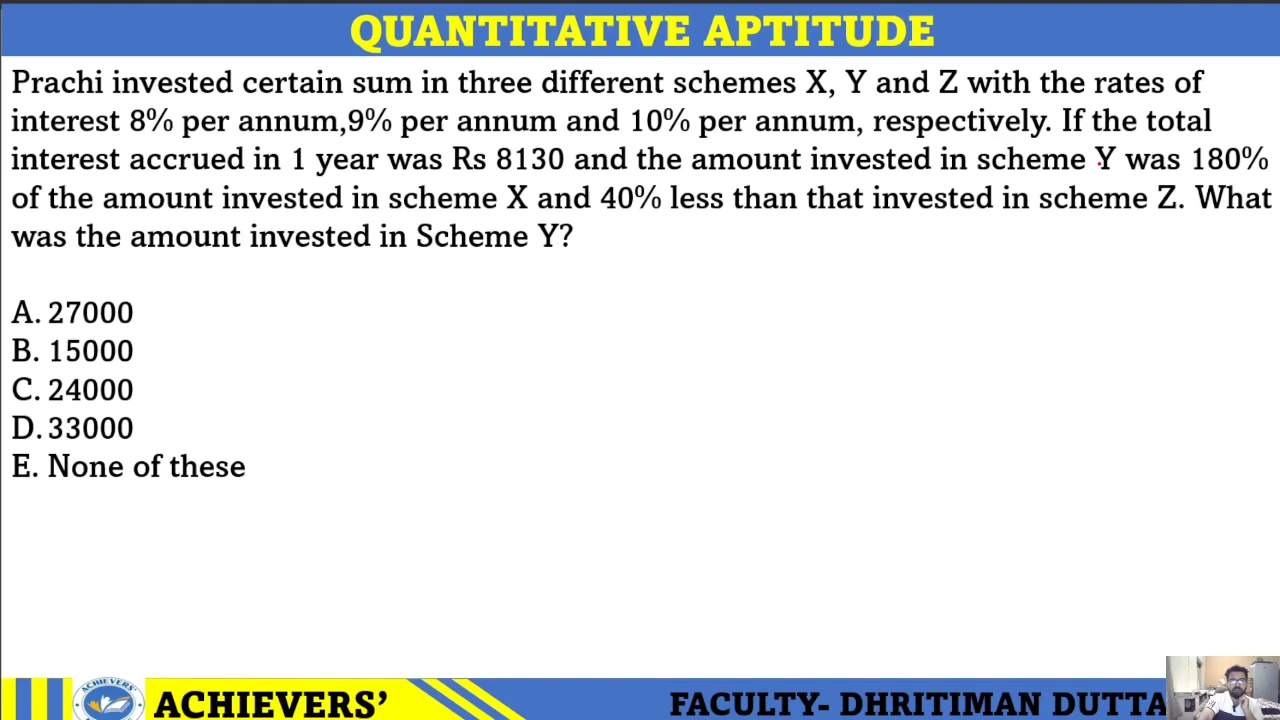 QUANTITATIVE APTITUDE
Prachi invested certain sum in three different schemes X, Y and Z with the rates of
interest 8% per annum,9% per annum and 10% per annum, respectively. If the total
interest accrued in 1 year was Rs 8130 and the amount invested in scheme Y was 180%
of the amount invested in scheme X and 40% less than that invested in scheme Z. What
was the amount invested in Scheme Y?
A. 27000
B. 15000
C. 24000
D. 33000
E. None of these
ACHIEVERS'
ACHIEVERS’
FACULTY- DHRITIMAN DUTTA